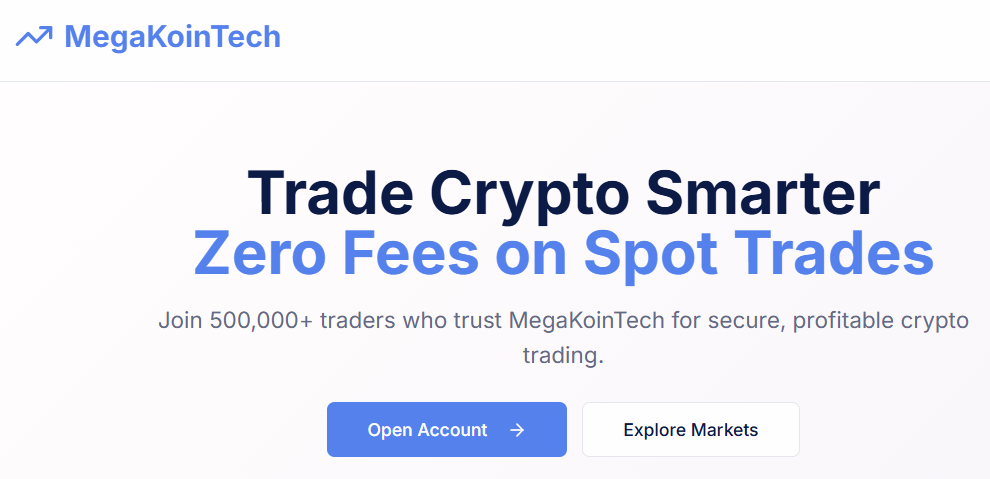 MegaKoinTech
Trade Crypto Smarter
Zero Fees on Spot Trades
Join 500,000+ traders who trust MegaKoinTech for secure, profitable crypto
trading.
Open Account
Explore Markets